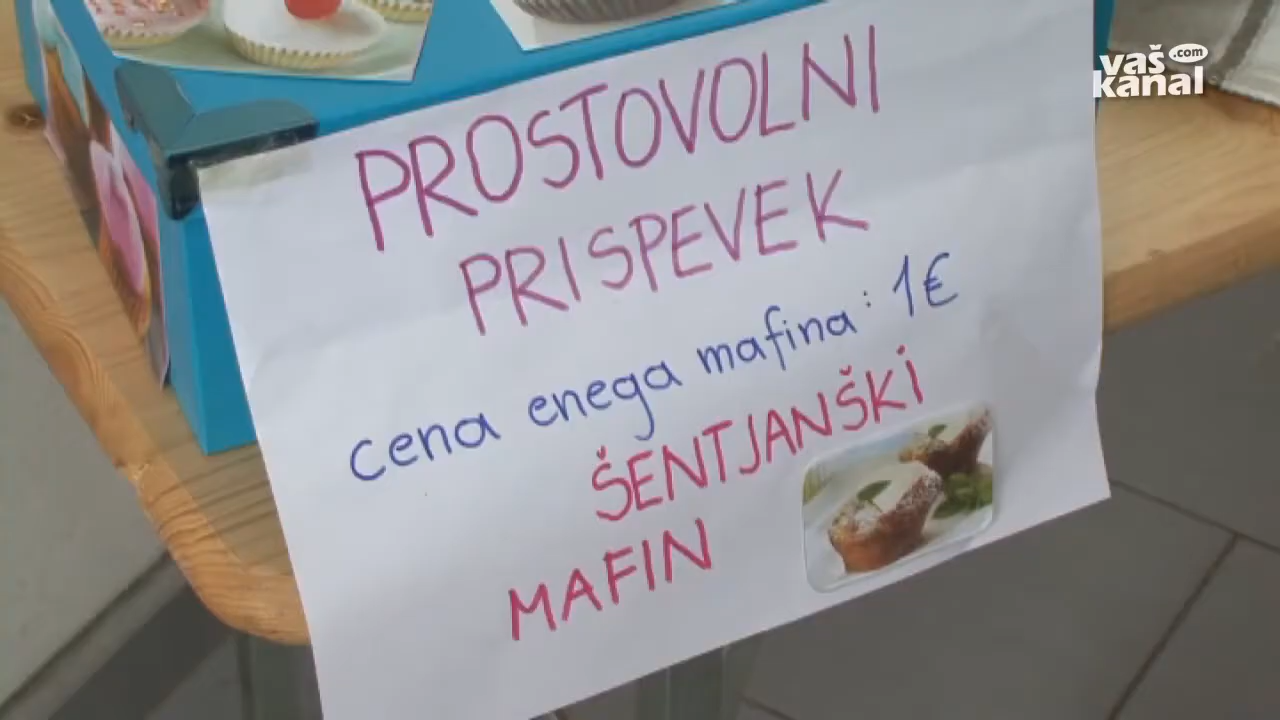 vaš .com
kanal
PROSTOVOLNI
PRISPEVEK
cena enega mafina: 1€
ŠENTJANŠKI
MAFIN